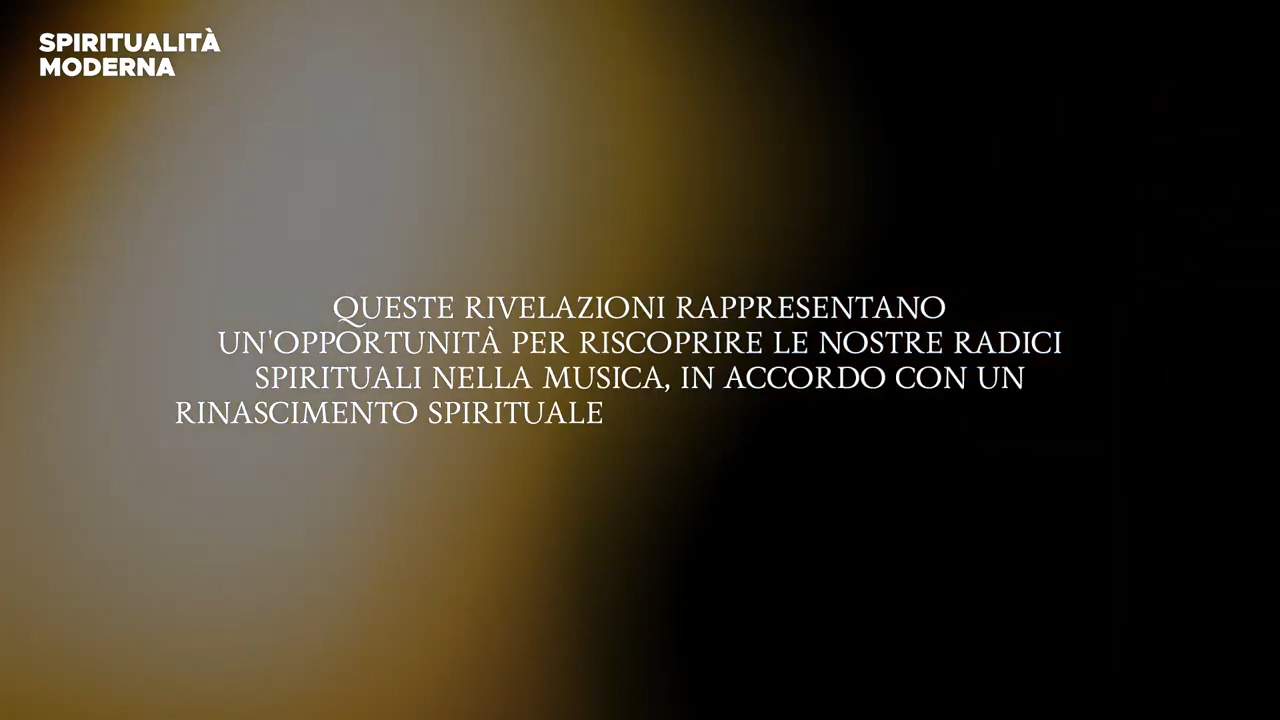 SPIRITUALITÀ
MODERNA
QUESTE RIVELAZIONI RAPPRESENTANO
UN'OPPORTUNITÀ PER RISCOPRIRE LE NOSTRE RADICI
SPIRITUALI NELLA MUSICA, IN ACCORDO CON UN
RINASCIMENTO SPIRITUALE